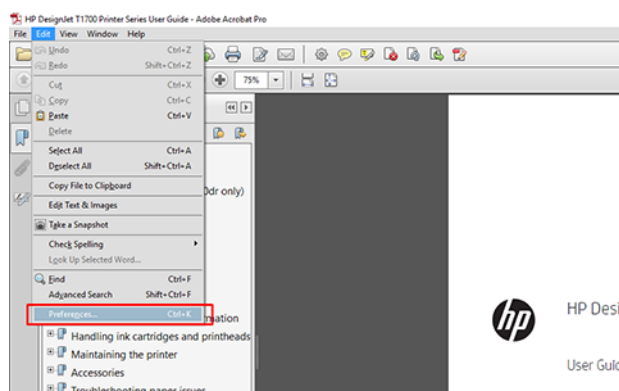 HP DesignJet T1700 Printer Series User Guide - Adobe Acrobat Pro
File Edit View Window Help
Undo Ctrl+Z
Redo Shift+Ctrl+Z
75%
Cut Ctrl+X
Copy Ctrl+C
Paste Ctrl+V
Delete
Select All Ctrl+A
Deselect All Shift+Ctrl+A
Copy File to Clipboard
0dr only)
Edit Text & Images
Take a Snapshot
Check Spelling
Look Up Selected Word...
Find Ctrl+F
Advanced Search Shift+Ctrl+F
Preferences... Ctrl+K
mation
Handling ink cartridges and printheads
Maintaining the printer
Accessories
Troubleshooting paper issues
hp
HP Desi
User Guid